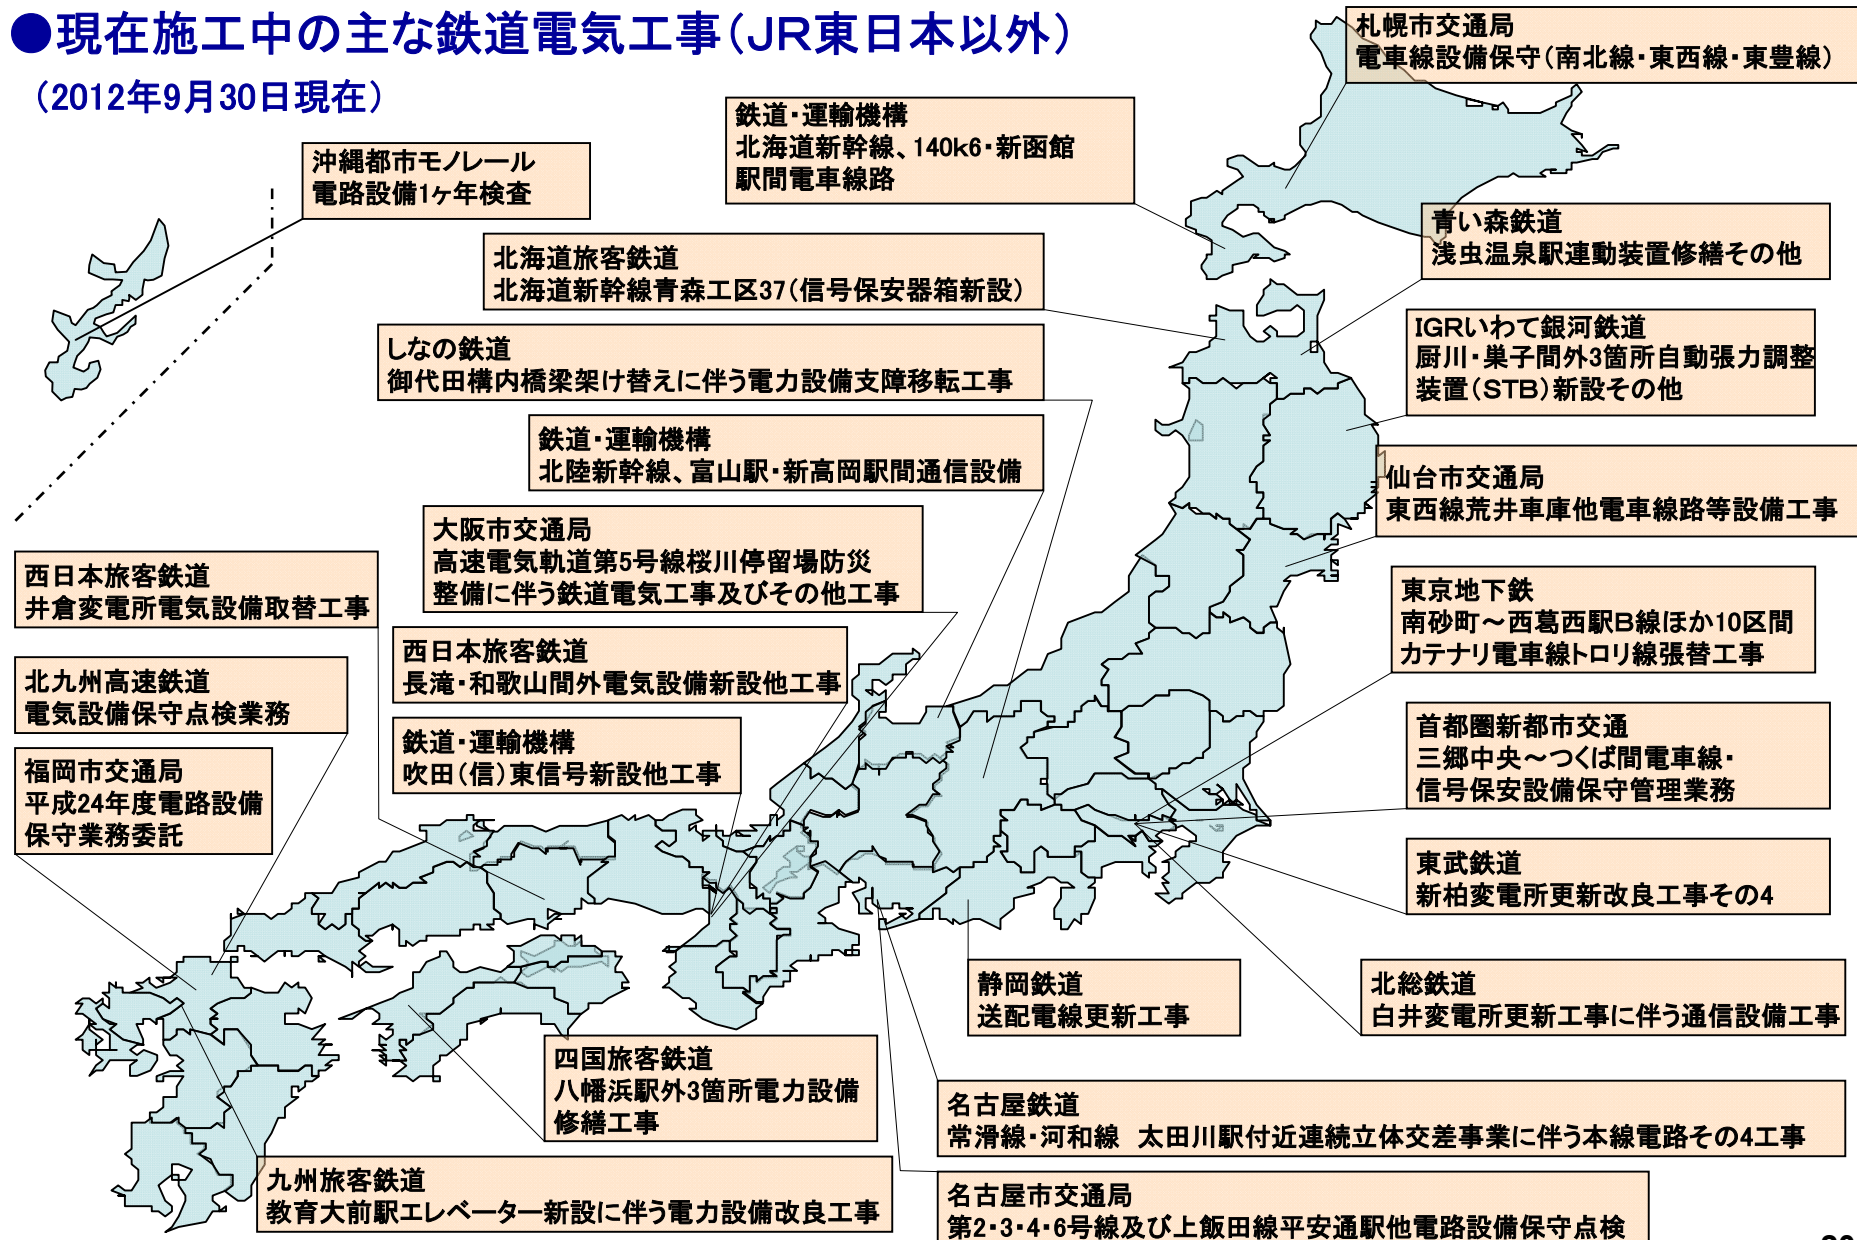 ●現在施工中の主な鉄道電気工事（ＪＲ東日本以外）
（2012年9月30日現在）
札幌市交通局
電車線設備保守（南北線・東西線・東豊線）
鉄道・運輸機構
北海道新幹線、140k6・新函館
駅間電車線路
沖縄都市モノレール
電路設備1ヶ年検査
青い森鉄道
浅虫温泉駅連動装置修繕その他
北海道旅客鉄道
北海道新幹線青森工区37（信号保安器箱新設）
IGRいわて銀河鉄道
厨川・巣子間外3箇所自動張力調整
装置（STB）新設その他
しなの鉄道
御代田構内橋梁架け替えに伴う電力設備支障移転工事
鉄道・運輸機構
北陸新幹線、富山駅・新高岡駅間通信設備
仙台市交通局
東西線荒井車庫他電車線路等設備工事
大阪市交通局
高速電気軌道第5号線桜川停留場防災
整備に伴う鉄道電気工事及びその他工事
西日本旅客鉄道
井倉変電所電気設備取替工事
東京地下鉄
南砂町～西葛西駅B線ほか10区間
カテナリ電車線トロリ線張替工事
西日本旅客鉄道
長滝・和歌山間外電気設備新設他工事
北九州高速鉄道
電気設備保守点検業務
首都圏新都市交通
三郷中央～つくば間電車線・
信号保安設備保守管理業務
鉄道・運輸機構
吹田（信）東信号新設他工事
福岡市交通局
平成24年度電路設備
保守業務委託
東武鉄道
新柏変電所更新改良工事その4
静岡鉄道
送配電線更新工事
北総鉄道
白井変電所更新工事に伴う通信設備工事
四国旅客鉄道
八幡浜駅外3箇所電力設備
修繕工事
名古屋鉄道
常滑線・河和線　太田川駅付近連続立体交差事業に伴う本線電路その4工事
九州旅客鉄道
教育大前駅エレベーター新設に伴う電力設備改良工事
名古屋市交通局
第2・3・4・6号線及び上飯田線平安通駅他電路設備保守点検